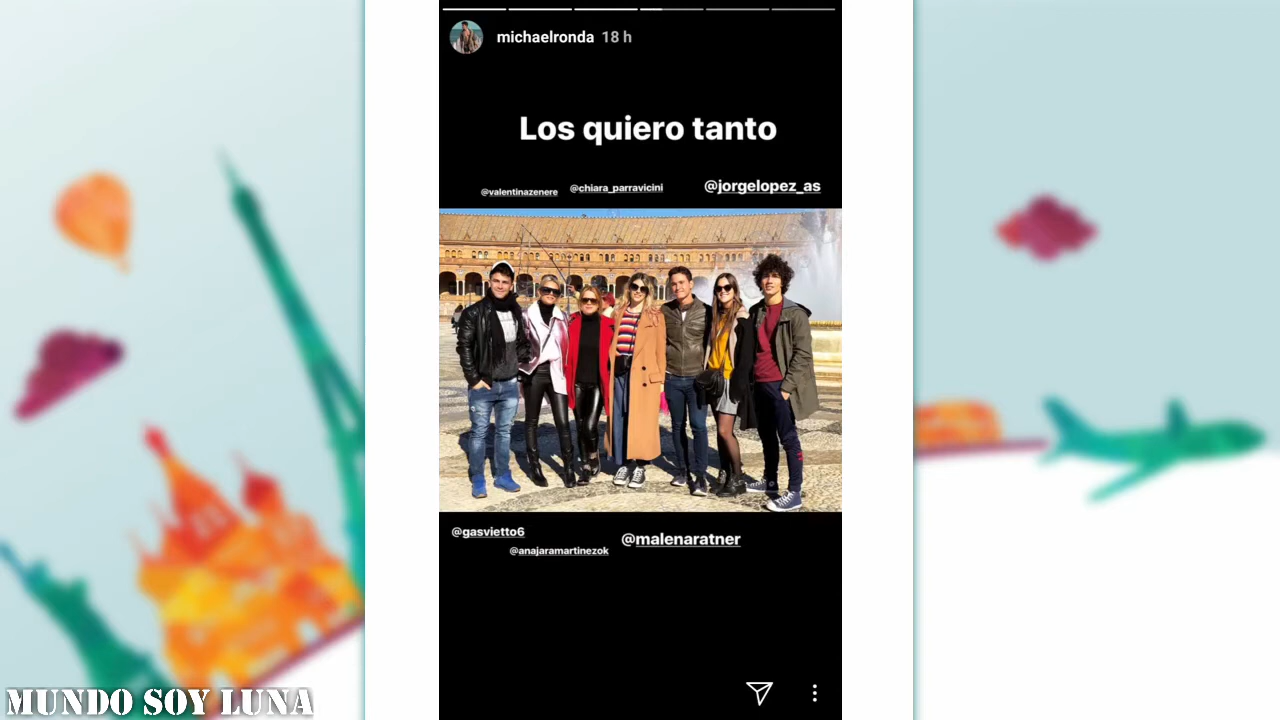 michaelronda 18 h
Los quiero tanto
@valentinazenere @chiara_parravicini @jorgelopez_as
@gasvietto6 @malenaratner
@anajaramartinezok
MUNDO SOY LUNA